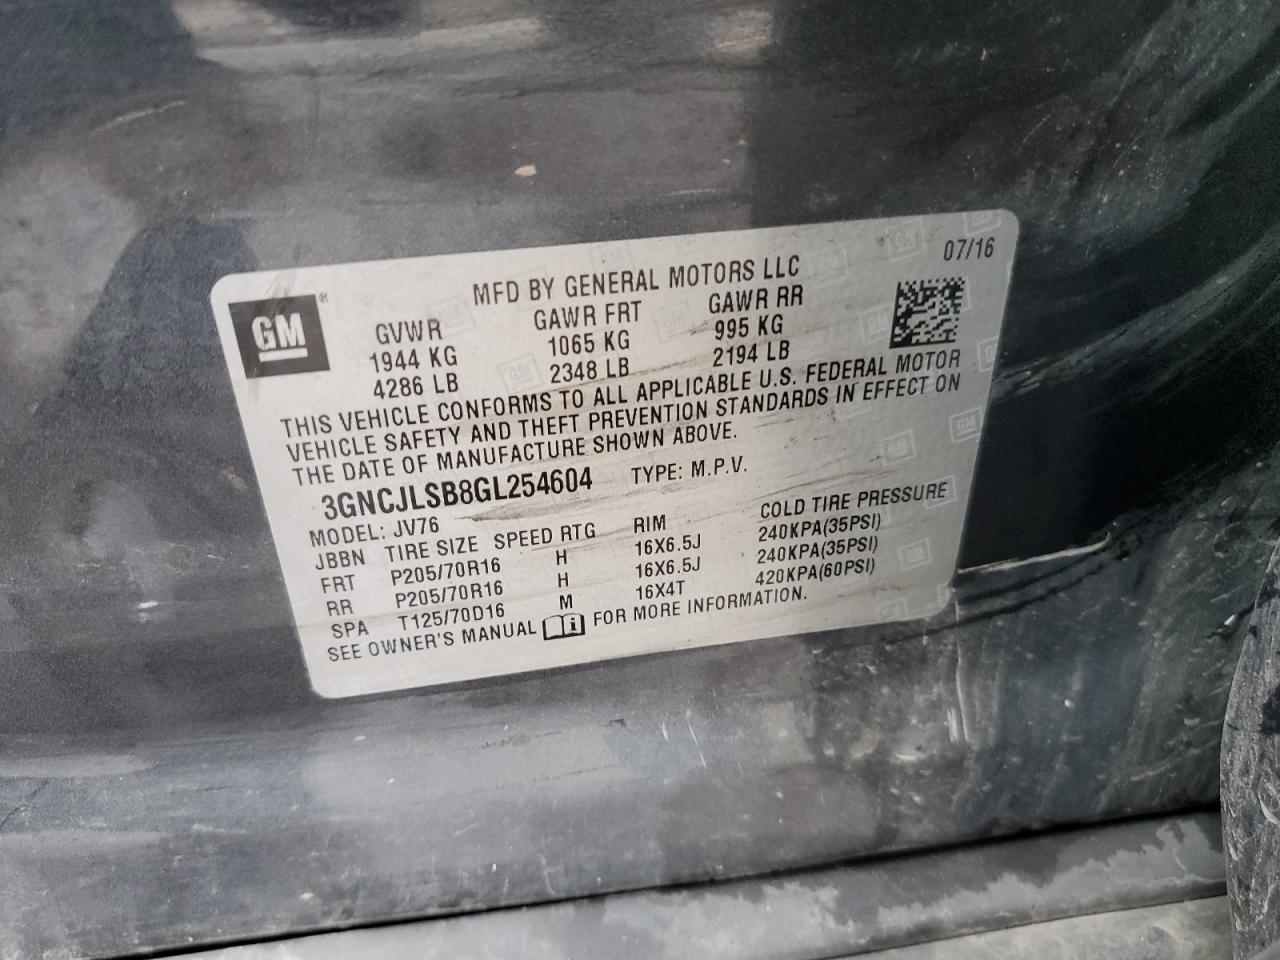 07/16
MFD BY GENERAL MOTORS LLC
GM ®
GVWR GAWR FRT GAWR RR
1944 KG 1065 KG 995 KG
4286 LB 2348 LB 2194 LB
THIS VEHICLE CONFORMS TO ALL APPLICABLE U.S. FEDERAL MOTOR
VEHICLE SAFETY AND THEFT PREVENTION STANDARDS IN EFFECT ON
THE DATE OF MANUFACTURE SHOWN ABOVE.
3GNCJLSB8GL254604 TYPE: M.P.V.
MODEL: JV76
JBBN TIRE SIZE SPEED RTG RIM COLD TIRE PRESSURE
FRT P205/70R16 H 16X6.5J 240KPA(35PSI)
RR P205/70R16 H 16X6.5J 240KPA(35PSI)
SPA T125/70D16 M 16X4T 420KPA(60PSI)
SEE OWNER'S MANUAL i FOR MORE INFORMATION.